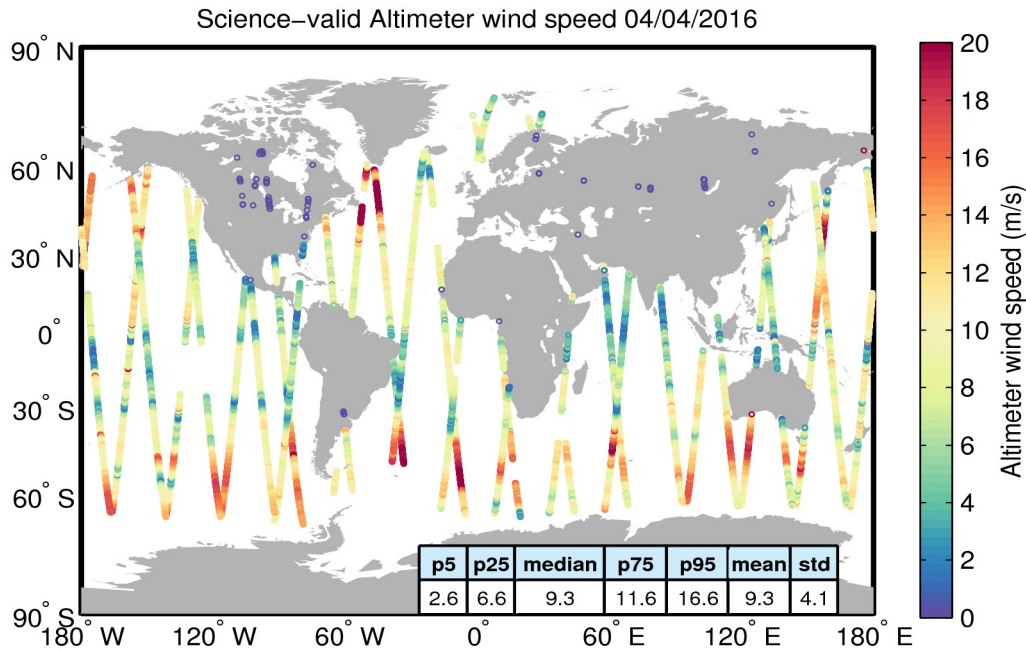 Science−valid Altimeter wind speed 04/04/2016
90° N
60° N
30° N
0°
30° S
60° S
90° S
180° W
120° W
60° W
0°
60° E
120° E
180° E
p5 p25 median p75 p95 mean std
2.6 6.6 9.3 11.6 16.6 9.3 4.1
20
18
16
14
12
10
8
6
4
2
0
Altimeter wind speed (m/s)